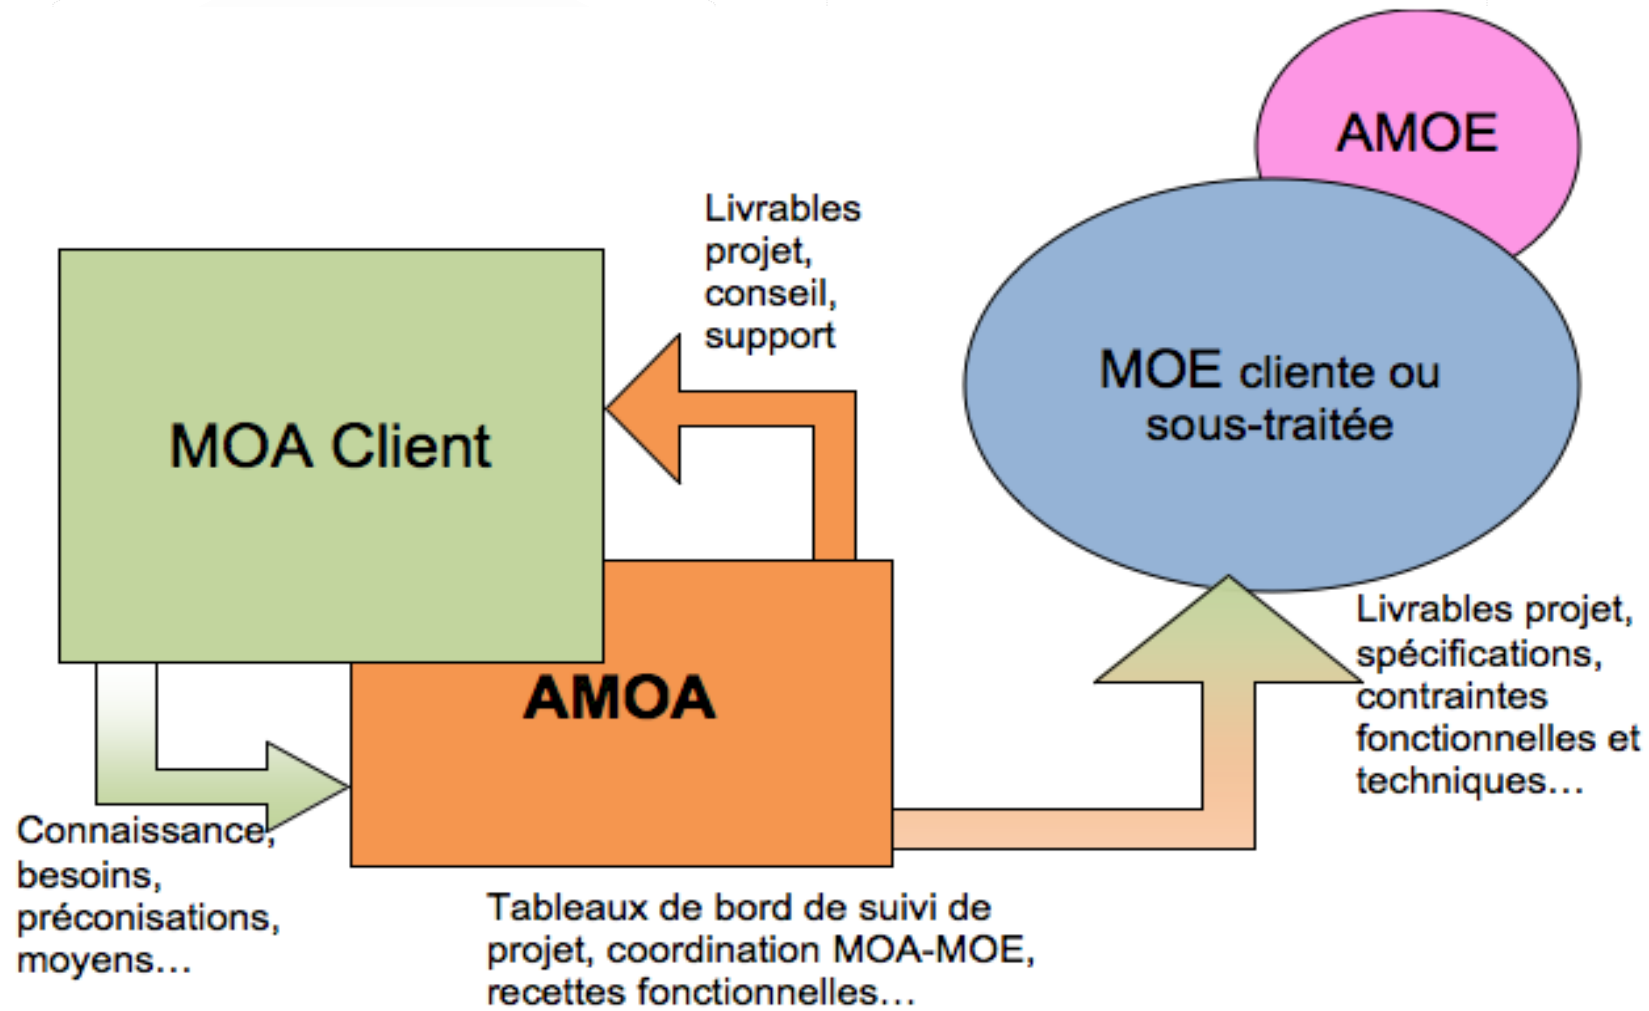 AMOE
Livrables
projet,
conseil,
support
MOE cliente ou
sous-traitée
MOA Client
AMOA
Livrables projet,
spécifications,
contraintes
fonctionnelles et
techniques…
Connaissance,
besoins,
préconisations,
moyens…
Tableaux de bord de suivi de
projet, coordination MOA-MOE,
recettes fonctionnelles…